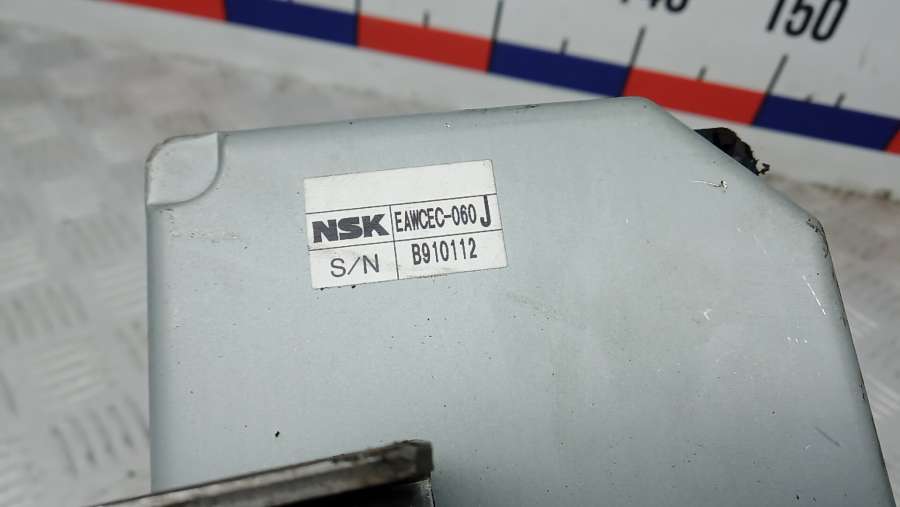 150
NSK EAWCEC-060 J
S/N B910112